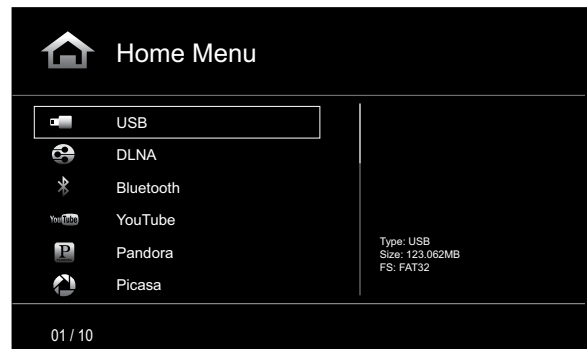 Home Menu
USB
DLNA
Bluetooth
YouTube
YouTube
Pandora
P
Picasa
Type: USB
Size: 123.062MB
FS: FAT32
01 / 10